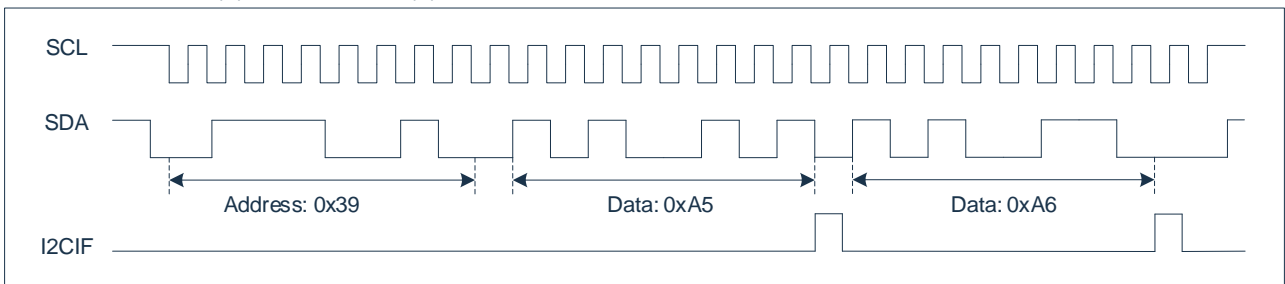 SCL
SDA
Address: 0x39 Data: 0xA5 Data: 0xA6
I2CIF